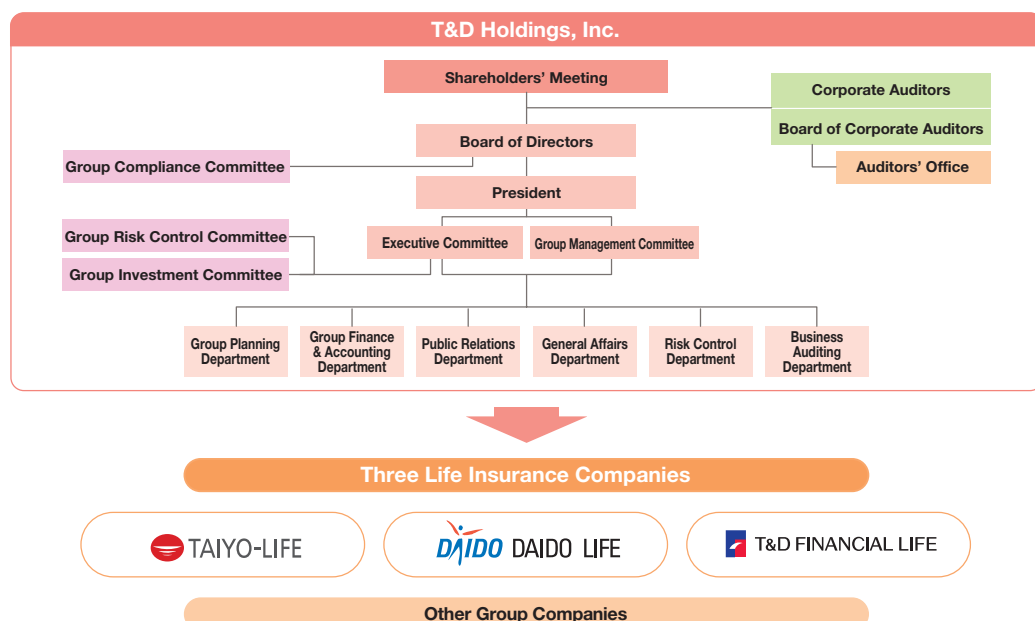 T&D Holdings, Inc.
Shareholders' Meeting
Corporate Auditors
Board of Corporate Auditors
Auditors' Office
Board of Directors
Group Compliance Committee
President
Group Risk Control Committee
Executive Committee
Group Management Committee
Group Investment Committee
Group Planning
Department
Group Finance
& Accounting
Department
Public Relations
Department
General Affairs
Department
Risk Control
Department
Business
Auditing
Department
Three Life Insurance Companies
TAIYO-LIFE
DAIDO DAIDO LIFE
T&D FINANCIAL LIFE
Other Group Companies